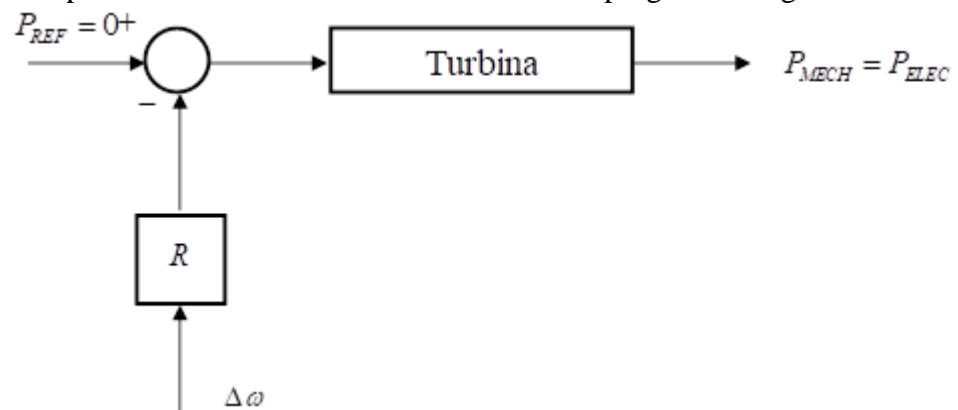 P_REF = 0+
Turbina
P_MECH = P_ELEC
−
R
Δω